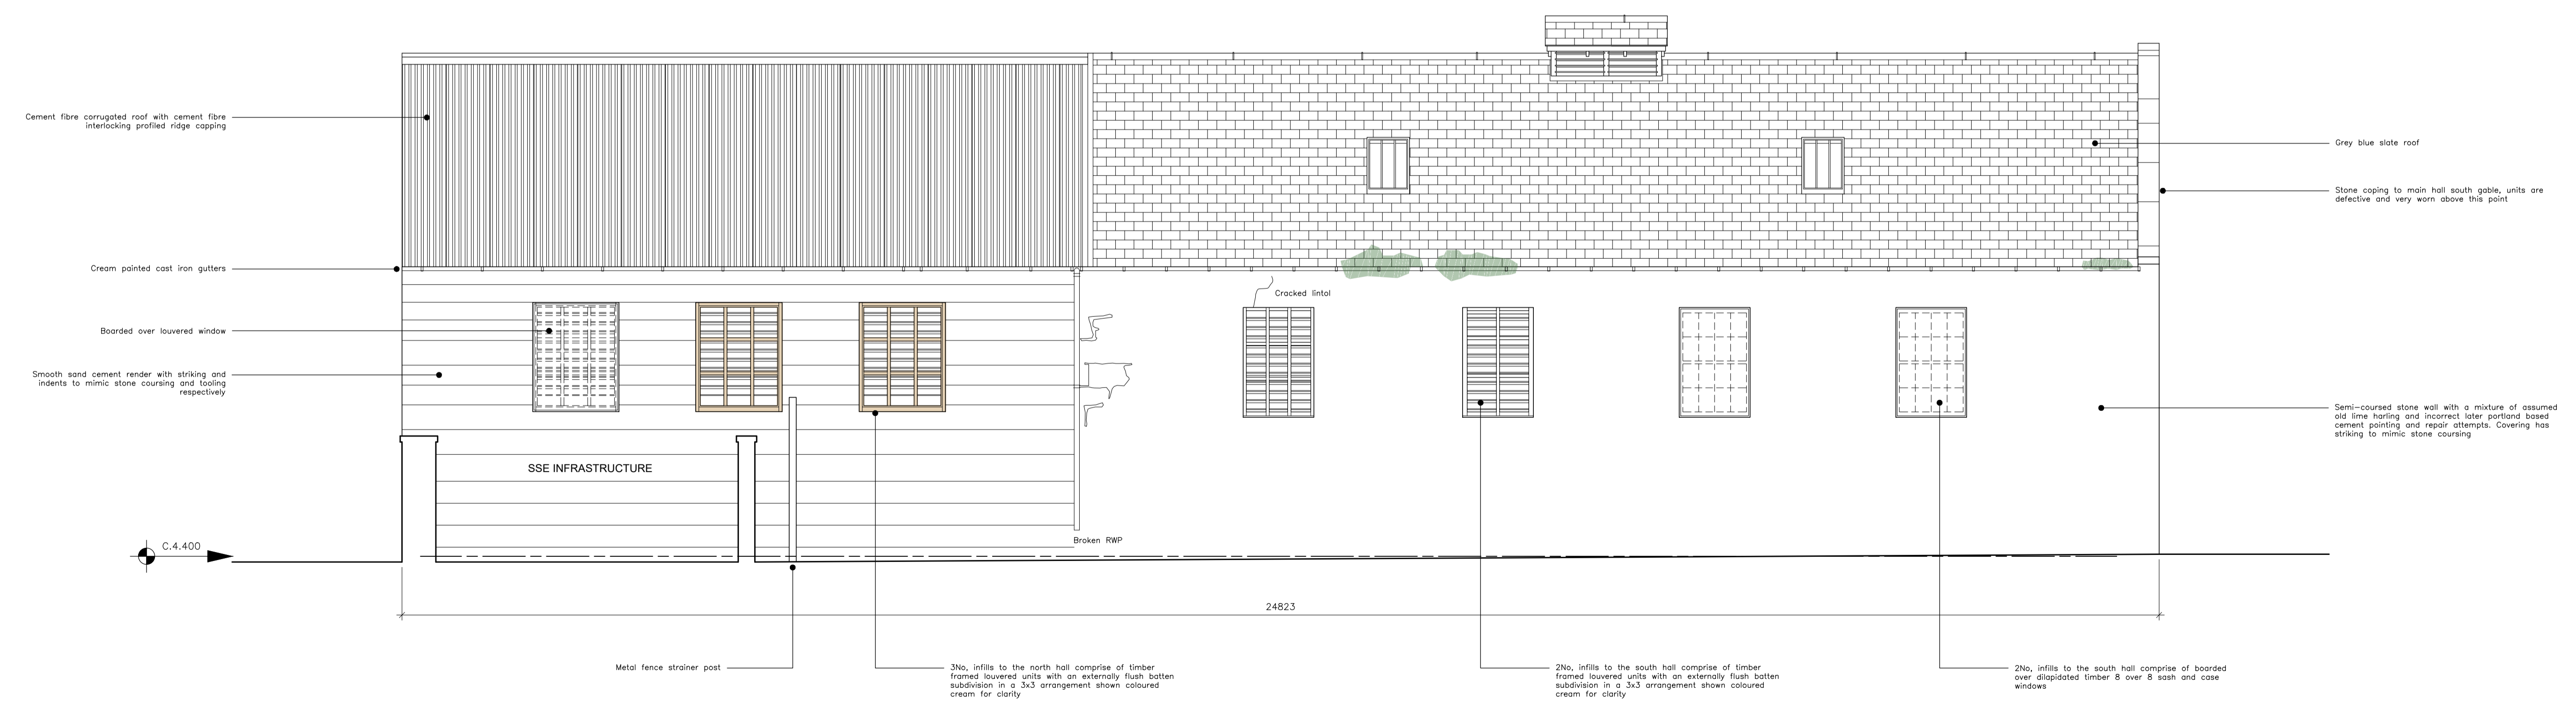 Cement fibre corrugated roof with cement fibre
interlocking profiled ridge capping
Grey blue slate roof
Stone coping to main hall south gable, units are
defective and very worn above this point
Cream painted cast iron gutters
Cracked lintol
Boarded over louvered window
Smooth sand cement render with striking and
indents to mimic stone coursing and tooling
respectively
Semi-coursed stone wall with a mixture of assumed
old lime harling and incorrect later portland based
cement pointing and repair attempts. Covering has
striking to mimic stone coursing
SSE INFRASTRUCTURE
Broken RWP
C.4.400
24823
Metal fence strainer post
3No, infills to the north hall comprise of timber
framed louvered units with an externally flush batten
subdivision in a 3x3 arrangement shown coloured
cream for clarity
2No, infills to the south hall comprise of timber
framed louvered units with an externally flush batten
subdivision in a 3x3 arrangement shown coloured
cream for clarity
2No, infills to the south hall comprise of boarded
over dilapidated timber 8 over 8 sash and case
windows